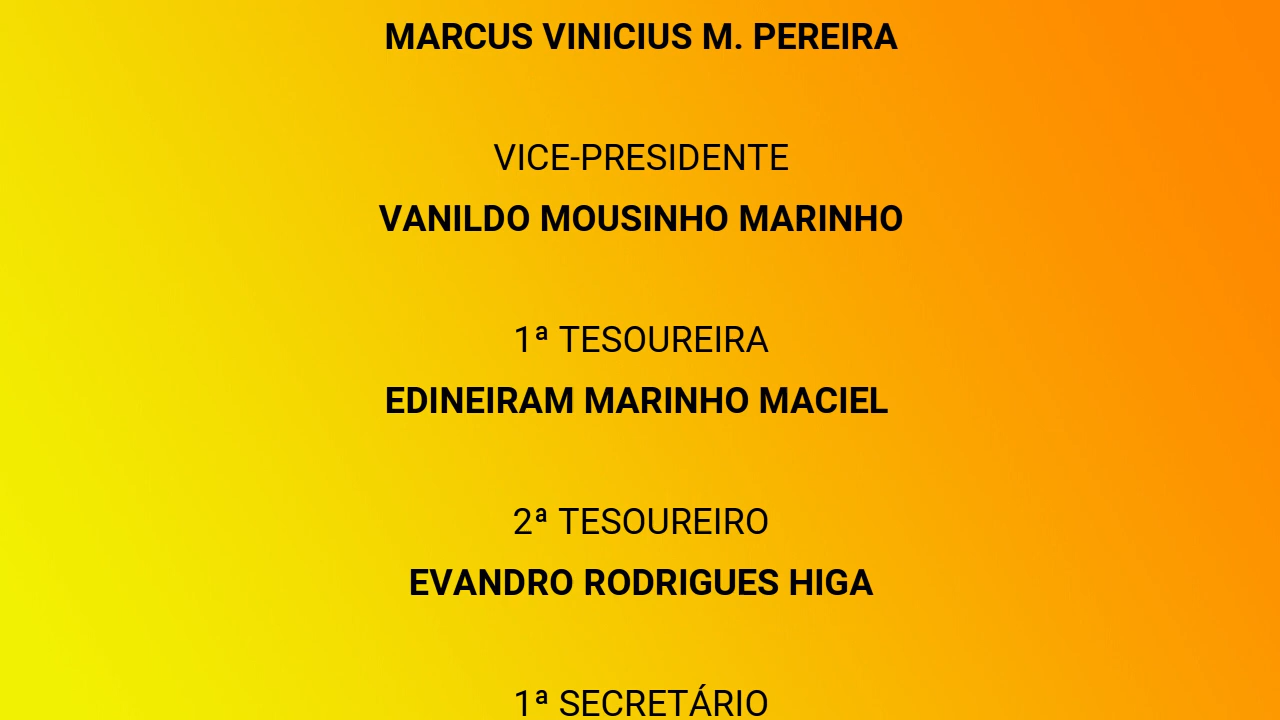 MARCUS VINICIUS M. PEREIRA
VICE-PRESIDENTE
VANILDO MOUSINHO MARINHO
1ª TESOUREIRA
EDINEIRAM MARINHO MACIEL
2ª TESOUREIRO
EVANDRO RODRIGUES HIGA
1ª SECRETÁRIO